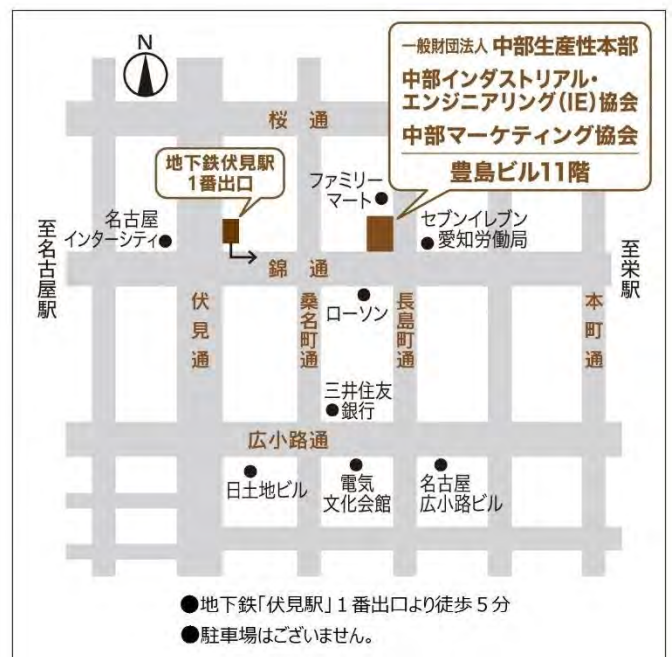 N
一般財団法人 中部生産性本部
中部インダストリアル・
エンジニアリング(IE)協会
中部マーケティング協会
豊島ビル11階
桜通
地下鉄伏見駅
1番出口
ファミリー
マート
名古屋
インターシティ
セブンイレブン
愛知労働局
至名古屋駅
至栄駅
錦通
伏見通
桑名町通
ローソン
長島町通
本町通
三井住友
銀行
広小路通
日土地ビル
電気
文化会館
名古屋
広小路ビル
●地下鉄「伏見駅」1番出口より徒歩5分
●駐車場はございません。